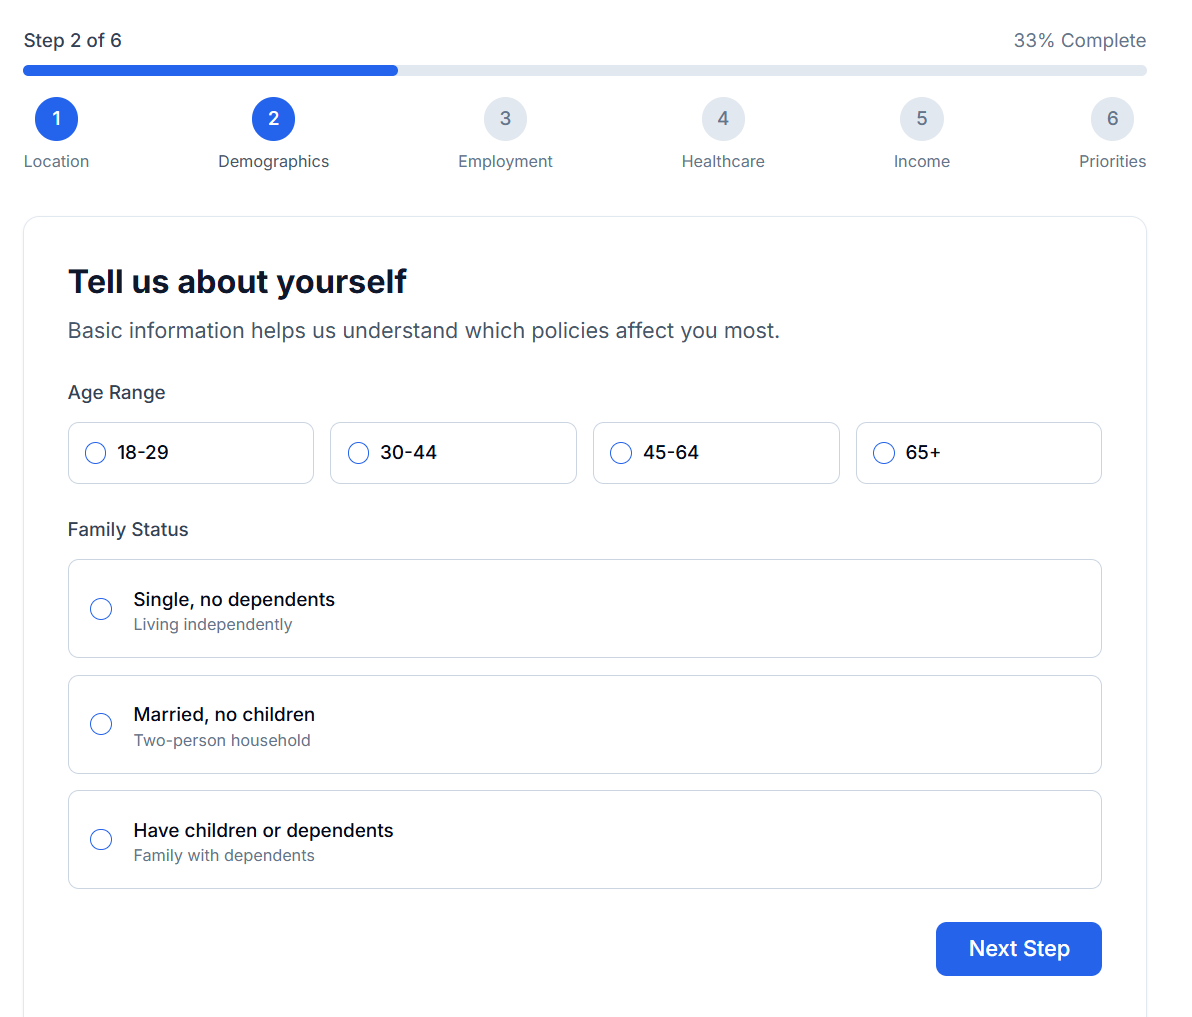 Step 2 of 6
33% Complete
1
2
3
4
5
6
Location
Demographics
Employment
Healthcare
Income
Priorities
Tell us about yourself
Basic information helps us understand which policies affect you most.
Age Range
18-29
30-44
45-64
65+
Family Status
Single, no dependents
Living independently
Married, no children
Two-person household
Have children or dependents
Family with dependents
Next Step